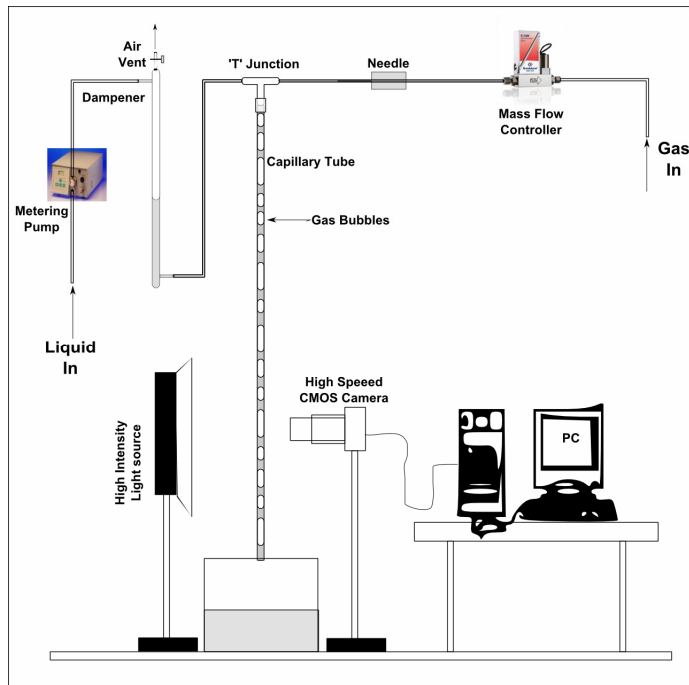 Air
Vent
'T' Junction
Needle
Dampener
Mass Flow
Controller
Gas
In
Capillary Tube
Metering
Pump
Gas Bubbles
Liquid
In
High Speeed
CMOS Camera
High Intensity
Light source
PC